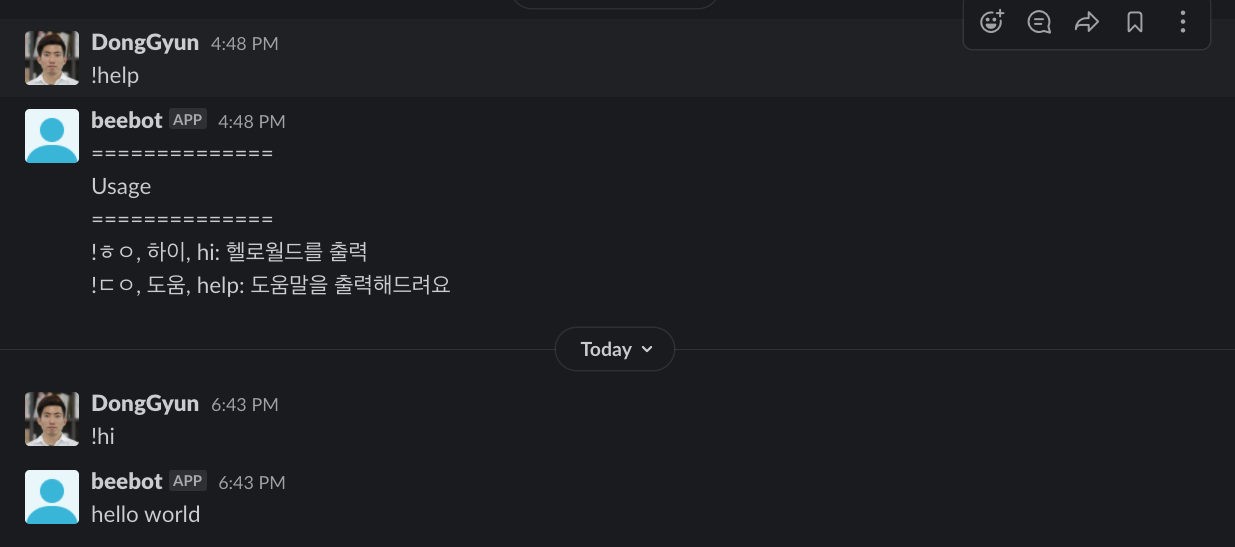 DongGyun 4:48 PM
!help
beebot APP 4:48 PM
==============
Usage
==============
!ㅎㅇ, 하이, hi: 헬로월드를 출력
!ㄷㅇ, 도움, help: 도움말을 출력해드려요
Today
DongGyun 6:43 PM
!hi
beebot APP 6:43 PM
hello world